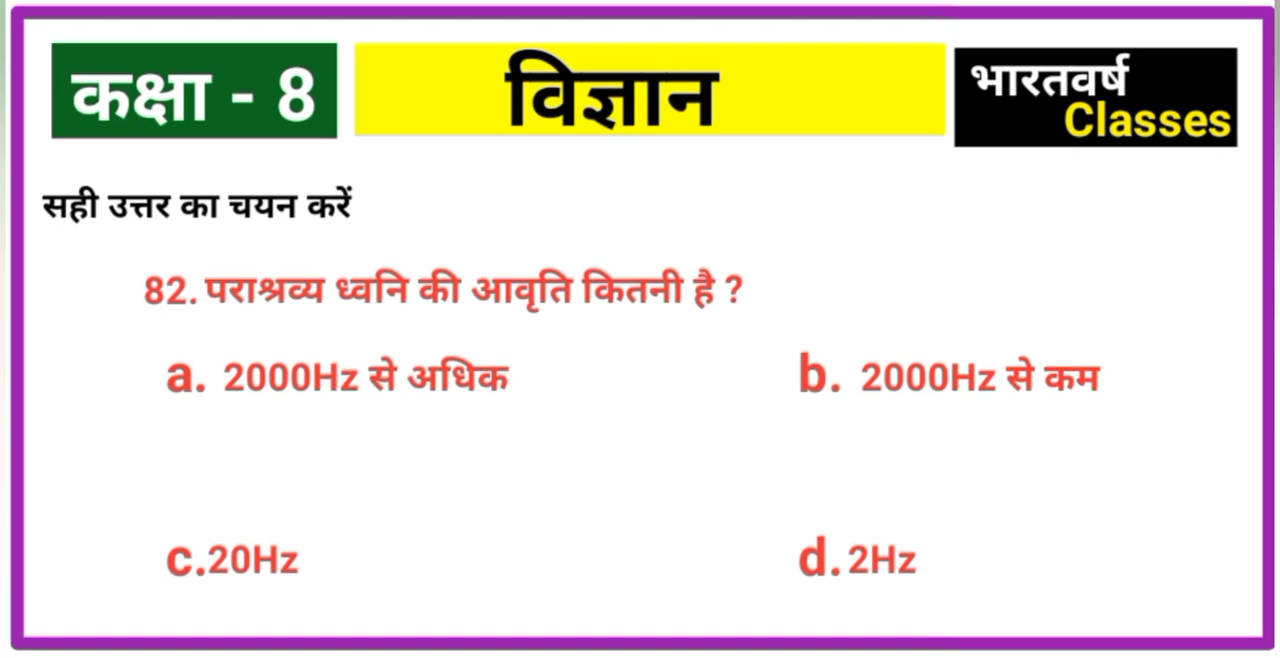 कक्षा - 8
विज्ञान
भारतवर्ष
Classes
सही उत्तर का चयन करें
82. पराश्रव्य ध्वनि की आवृति कितनी है ?
a. 2000Hz से अधिक
b. 2000Hz से कम
c.20Hz
d. 2Hz